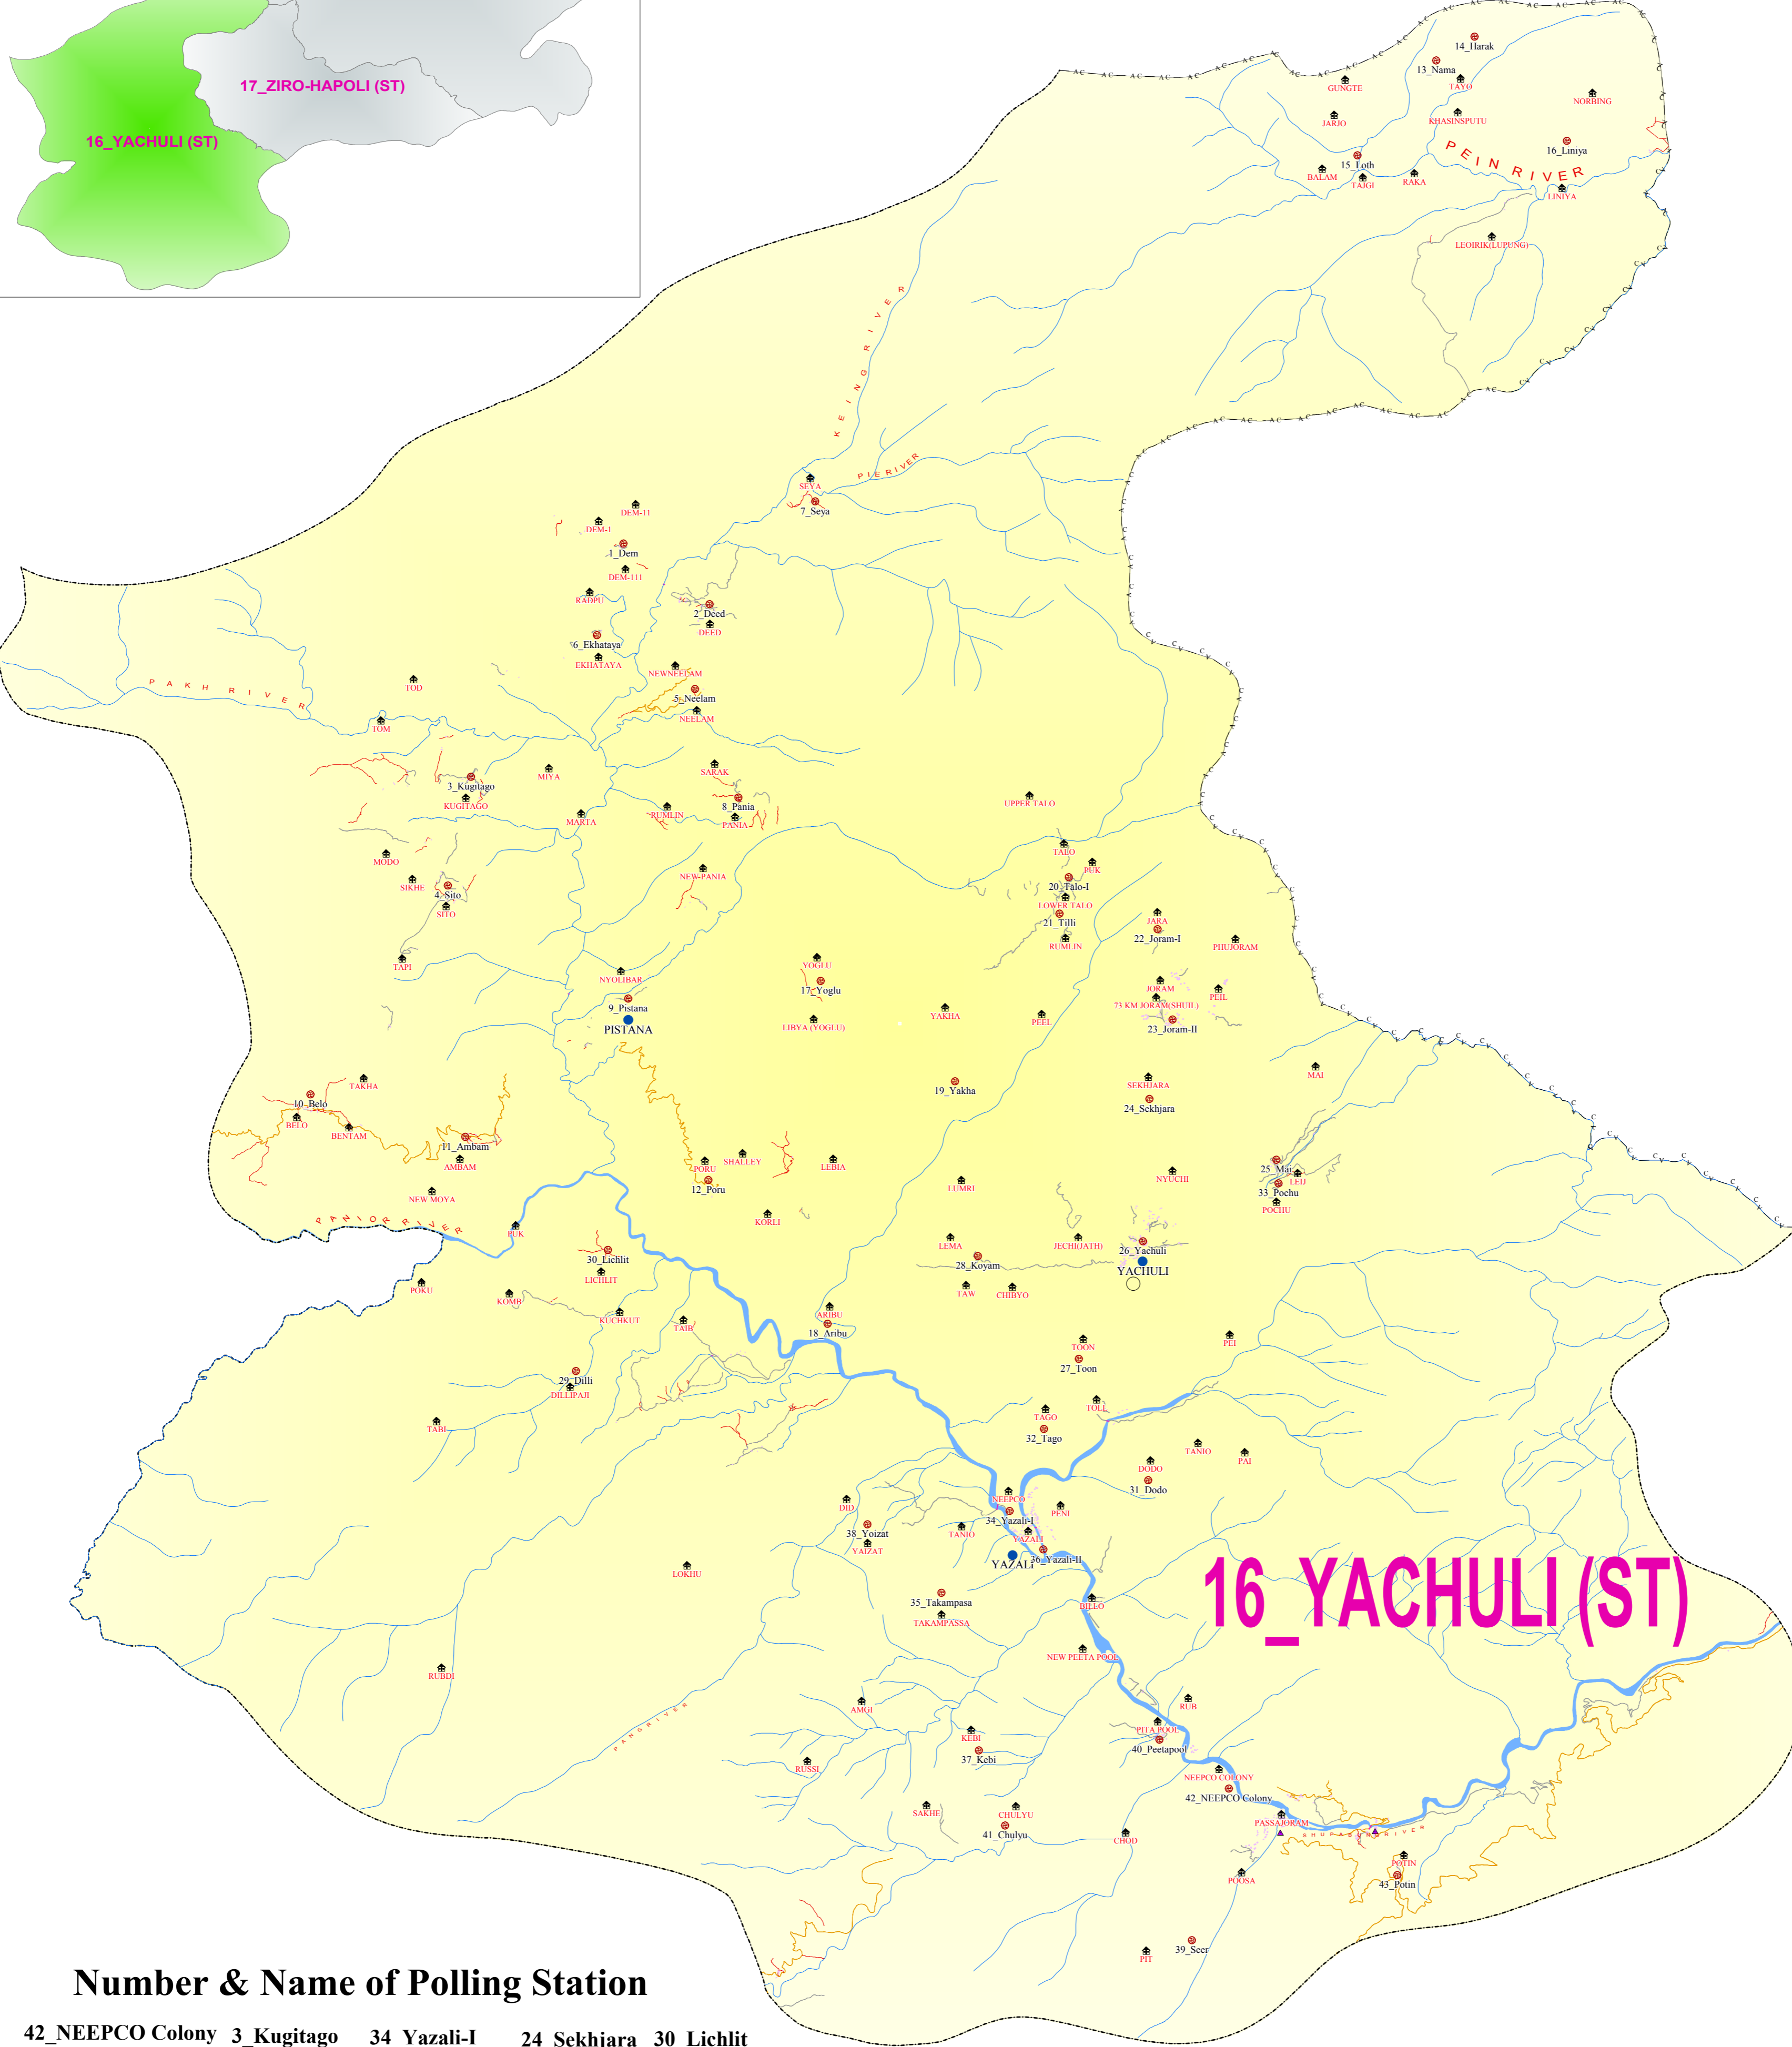 14_Harak
13_Nama
GUNGTE
TAYO
17_ZIRO-HAPOLI (ST)
NORBING
KHASINSPUTU
JARJO
16_YACHULI (ST)
16_Liniya
PEIN RIVER
15_Loth
BALAM
TAJGI
RAKA
LINIYA
LEOIRIK(LUPUNG)
KEING RIVER
PIE RIVER
SEYA
7_Seya
DEM-11
DEM-1
1_Dem
DEM-111
RADPU
2_Deed
DEED
6_Ekhataya
EKHATAYA
NEWNEELAM
TOD
PAKH RIVER
5_Neelam
NEELAM
TOM
SARAK
MIYA
3_Kugitago
KUGITAGO
8_Pania
UPPER TALO
MARTA
RUMLIN
PANIA
TALO
MODO
PUK
NEW-PANIA
SIKHE
4_Sito
20_Talo-I
LOWER TALO
SITO
21_Tilli
JARA
22_Joram-I
RUMLIN
PHUJORAM
TAPI
YOGLU
NYOLIBAR
17_Yoglu
JORAM
PEIL
9_Pistana
73 KM JORAM(SHUIL)
YAKHA
PEEL
PISTANA
LIBYA (YOGLU)
23_Joram-II
MAI
TAKHA
19_Yakha
SEKHJARA
24_Sekhjara
10_Belo
BELO
BENTAM
11_Ambam
AMBAM
PORU
SHALLEY
LEBIA
25_Mai
12_Poru
LUMRI
NYUCHI
LEIJ
33_Pochu
POCHU
NEW MOYA
PANIOR RIVER
KORLI
PUK
LEMA
JECHI(JATH)
26_Yachuli
30_Lichlit
LICHLIT
28_Koyam
YACHULI
POKU
TAW
CHIBYO
KOMB
KUCHKUT
TAIB
ARIBU
18_Aribu
TOON
PEI
27_Toon
29_Dilli
DILLIPAJI
TOLL
TAGO
TABI
32_Tago
TANIO
PAI
DODO
31_Dodo
DID
NEEPCO
PENI
34_Yazali-I
38_Yoizat
TANIO
YAZALI
YAIZAT
36_Yazali-II
YAZALI
LOKHU
16_YACHULI (ST)
35_Takampasa
TAKAMPASSA
BILLO
NEW PEETA POOL
RUBDI
AMGI
RUB
PANGRIVER
KEBI
PITA POOL
37_Kebi
40_Peetapool
RUSSI
NEEPCO COLONY
42_NEEPCO Colony
SAKHE
CHULYU
41_Chulyu
PASSAJORAM
CHOD
SHUPASUNGRIVER
POTIN
POOSA
43_Potin
39_Seer
PIT
Number & Name of Polling Station
42_NEEPCO Colony 3_Kugitago 34_Yazali-I 24_Sekhjara 30_Lichlit